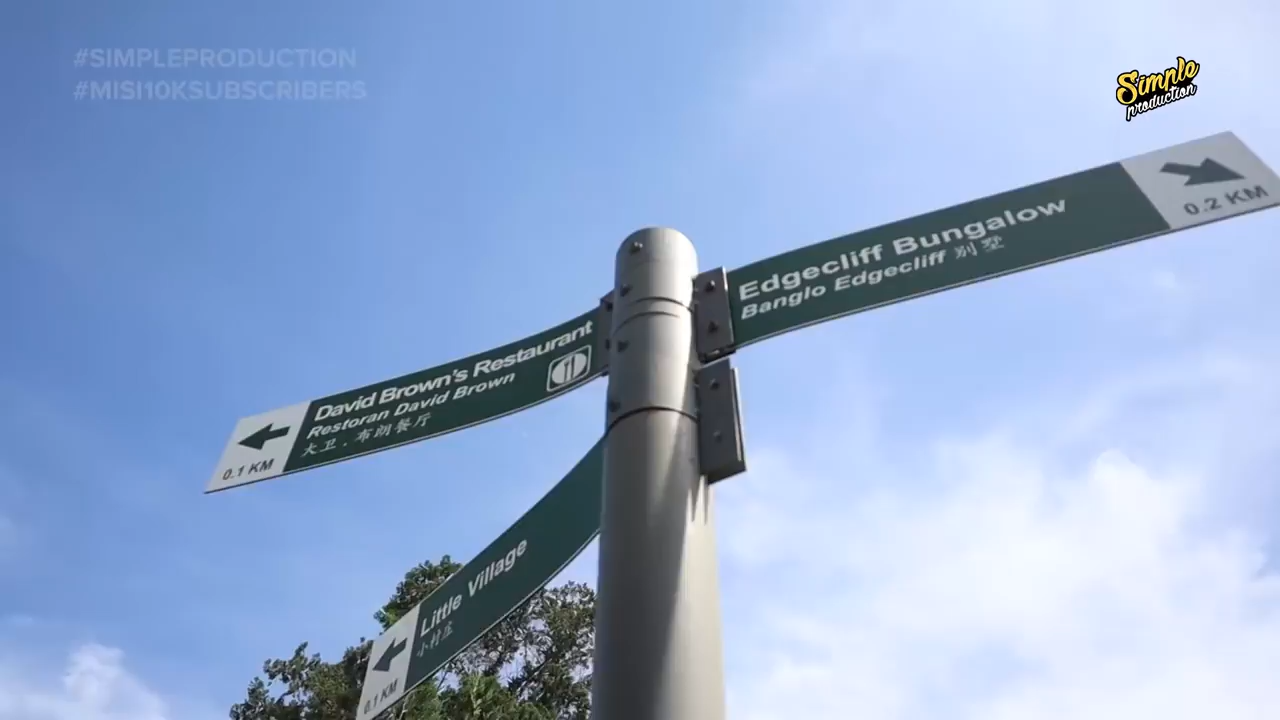 #SIMPLEPRODUCTION
#MISI10KSUBSCRIBERS
Simple
production
Edgecliff Bungalow
Banglo Edgecliff 别墅
0.2 KM
David Brown's Restaurant
Restoran David Brown
大卫．布朗餐厅
0.1 KM
Little Village
小村庄
0.1 KM